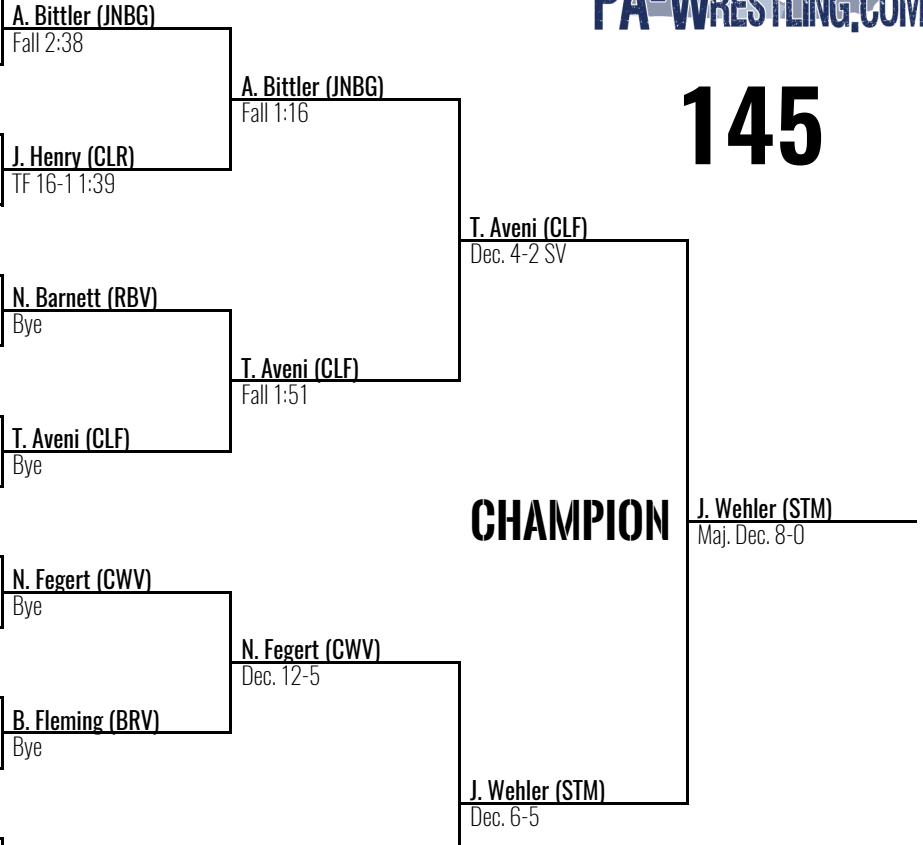 PA-WRESTLING.COM
145
A. Bittler (JNBG)
Fall 2:38
A. Bittler (JNBG)
Fall 1:16
J. Henry (CLR)
TF 16-1 1:39
T. Aveni (CLF)
Dec. 4-2 SV
N. Barnett (RBV)
Bye
T. Aveni (CLF)
Fall 1:51
T. Aveni (CLF)
Bye
CHAMPION
J. Wehler (STM)
Maj. Dec. 8-0
N. Fegert (CWV)
Bye
N. Fegert (CWV)
Dec. 12-5
B. Fleming (BRV)
Bye
J. Wehler (STM)
Dec. 6-5